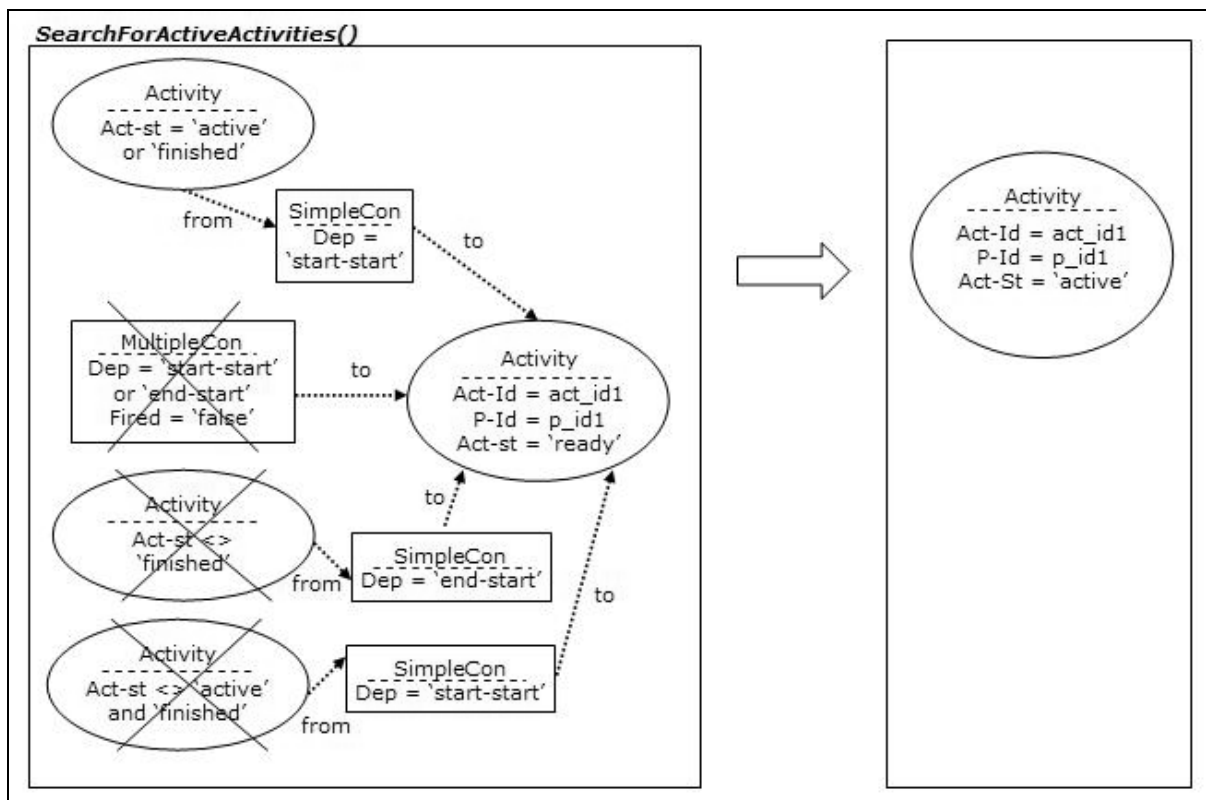 SearchForActiveActivities()
Activity
Act-st = ‘active’
or ‘finished’
from
SimpleCon
Dep =
‘start-start’
to
MultipleCon
Dep = ‘start-start’
or ‘end-start’
Fired = ‘false’
to
Activity
Act-Id = act_id1
P-Id = p_id1
Act-st = ‘ready’
Activity
Act-st <>
‘finished’
from
SimpleCon
Dep = ‘end-start’
to
Activity
Act-st <> ‘active’
and ‘finished’
from
SimpleCon
Dep = ‘start-start’
to
Activity
Act-Id = act_id1
P-Id = p_id1
Act-St = ‘active’